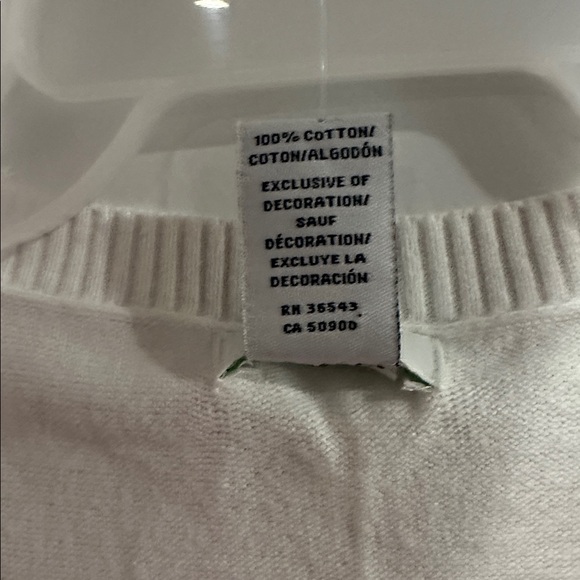 100% COTTON/
COTON/ALGODÓN
EXCLUSIVE OF
DECORATION/
SAUF
DÉCORATION/
EXCLUYE LA
DECORACIÓN
RN 36543
CA 50900